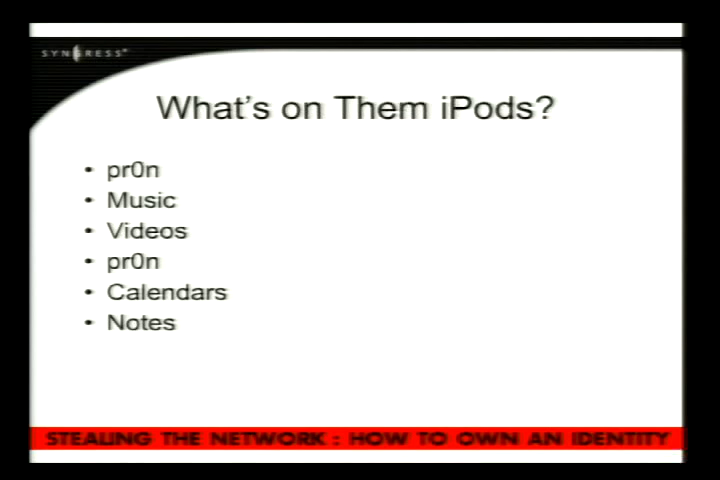 SYNGRESS
What's on Them iPods?
• pr0n
• Music
• Videos
• pr0n
• Calendars
• Notes
STEALING THE NETWORK : HOW TO OWN AN IDENTITY